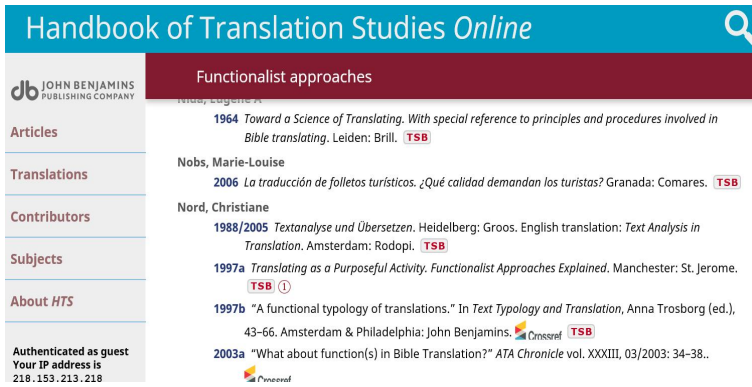 Handbook of Translation Studies Online
JOHN BENJAMINS
PUBLISHING COMPANY
Articles
Translations
Contributors
Subjects
About HTS
Authenticated as guest
Your IP address is
218.153.213.218
Functionalist approaches
Nida, Eugene A
1964 Toward a Science of Translating. With special reference to principles and procedures involved in
Bible translating. Leiden: Brill. TSB
Nobs, Marie-Louise
2006 La traducción de folletos turísticos. ¿Qué calidad demandan los turistas? Granada: Comares. TSB
Nord, Christiane
1988/2005 Textanalyse und Übersetzen. Heidelberg: Groos. English translation: Text Analysis in
Translation. Amsterdam: Rodopi. TSB
1997a Translating as a Purposeful Activity. Functionalist Approaches Explained. Manchester: St. Jerome.
TSB 1
1997b “A functional typology of translations.” In Text Typology and Translation, Anna Trosborg (ed.),
43–66. Amsterdam & Philadelphia: John Benjamins. Crossref TSB
2003a “What about function(s) in Bible Translation?” ATA Chronicle vol. XXXIII, 03/2003: 34–38..
Crossref